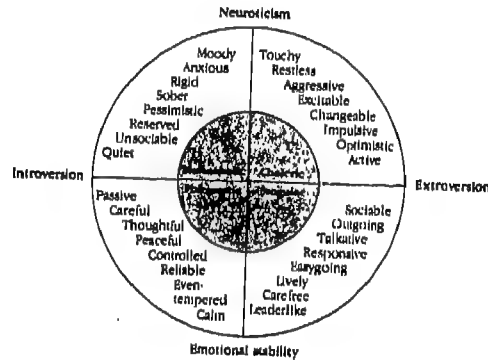 Neuroticism
Moody
Anxious
Rigid
Sober
Pessimistic
Reserved
Unsociable
Quiet
Touchy
Restless
Aggressive
Excitable
Changeable
Impulsive
Optimistic
Active
Choleric
Introversion
Extroversion
Passive
Careful
Thoughtful
Peaceful
Controlled
Reliable
Even-
tempered
Calm
Sociable
Outgoing
Talkative
Responsive
Easygoing
Lively
Carefree
Leaderlike
Emotional stability